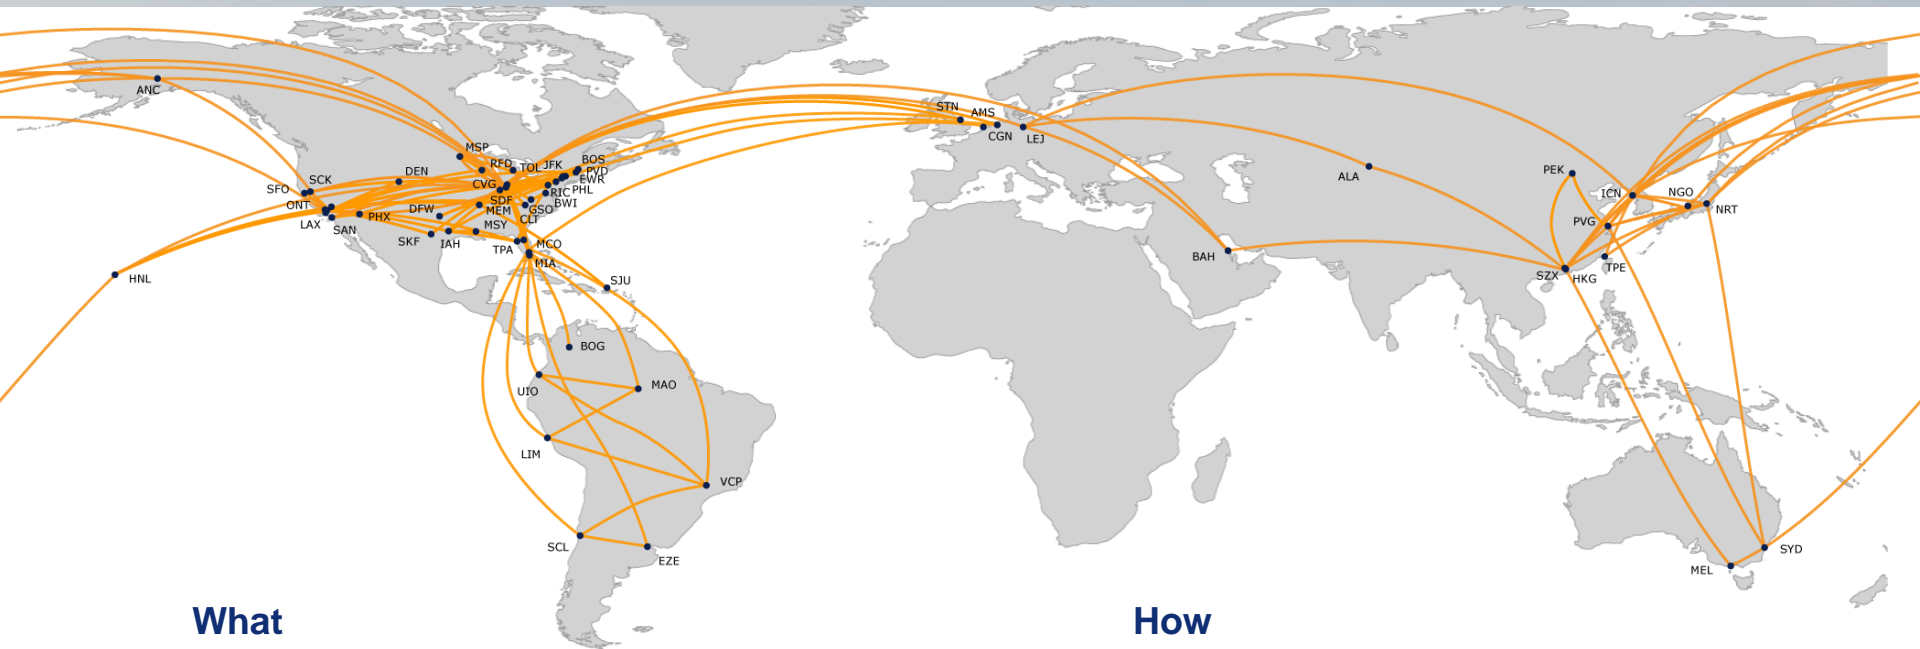 ANC
MSP
RFD
TOL
JFK
BOS
PVD
EWR
PHL
RIC
BWI
DEN
CVG
SDF
MEM
GSO
CLT
SCK
SFO
ONT
LAX
SAN
PHX
DFW
MSY
SKF
IAH
TPA
MCO
MIA
HNL
SJU
BOG
UIO
MAO
LIM
VCP
SCL
EZE
STN
AMS
CGN
LEJ
ALA
BAH
PEK
ICN
NGO
NRT
PVG
TPE
SZX
HKG
SYD
MEL
What
How